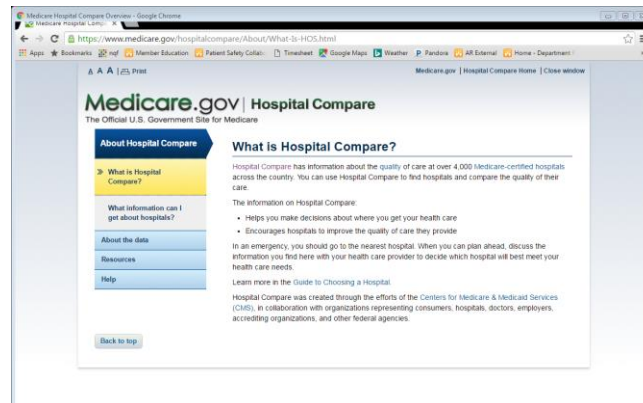 Medicare Hospital Compare Overview - Google Chrome
Medicare Hospital Comp
https://www.medicare.gov/hospitalcompare/About/What-Is-HOS.html
Apps Bookmarks nqf Member Education Patient Safety Collab Timesheet Google Maps Weather Pandora AR External Home - Department
A A A | Print
Medicare.gov | Hospital Compare Home | Close window
Medicare.gov | Hospital Compare
The Official U.S. Government Site for Medicare
About Hospital Compare
» What is Hospital
Compare?
What information can I
get about hospitals?
About the data
Resources
Help
Back to top
What is Hospital Compare?
Hospital Compare has information about the quality of care at over 4,000 Medicare-certified hospitals
across the country. You can use Hospital Compare to find hospitals and compare the quality of their
care.
The information on Hospital Compare:
• Helps you make decisions about where you get your health care
• Encourages hospitals to improve the quality of care they provide
In an emergency, you should go to the nearest hospital. When you can plan ahead, discuss the
information you find here with your health care provider to decide which hospital will best meet your
health care needs.
Learn more in the Guide to Choosing a Hospital.
Hospital Compare was created through the efforts of the Centers for Medicare & Medicaid Services
(CMS), in collaboration with organizations representing consumers, hospitals, doctors, employers,
accrediting organizations, and other federal agencies.